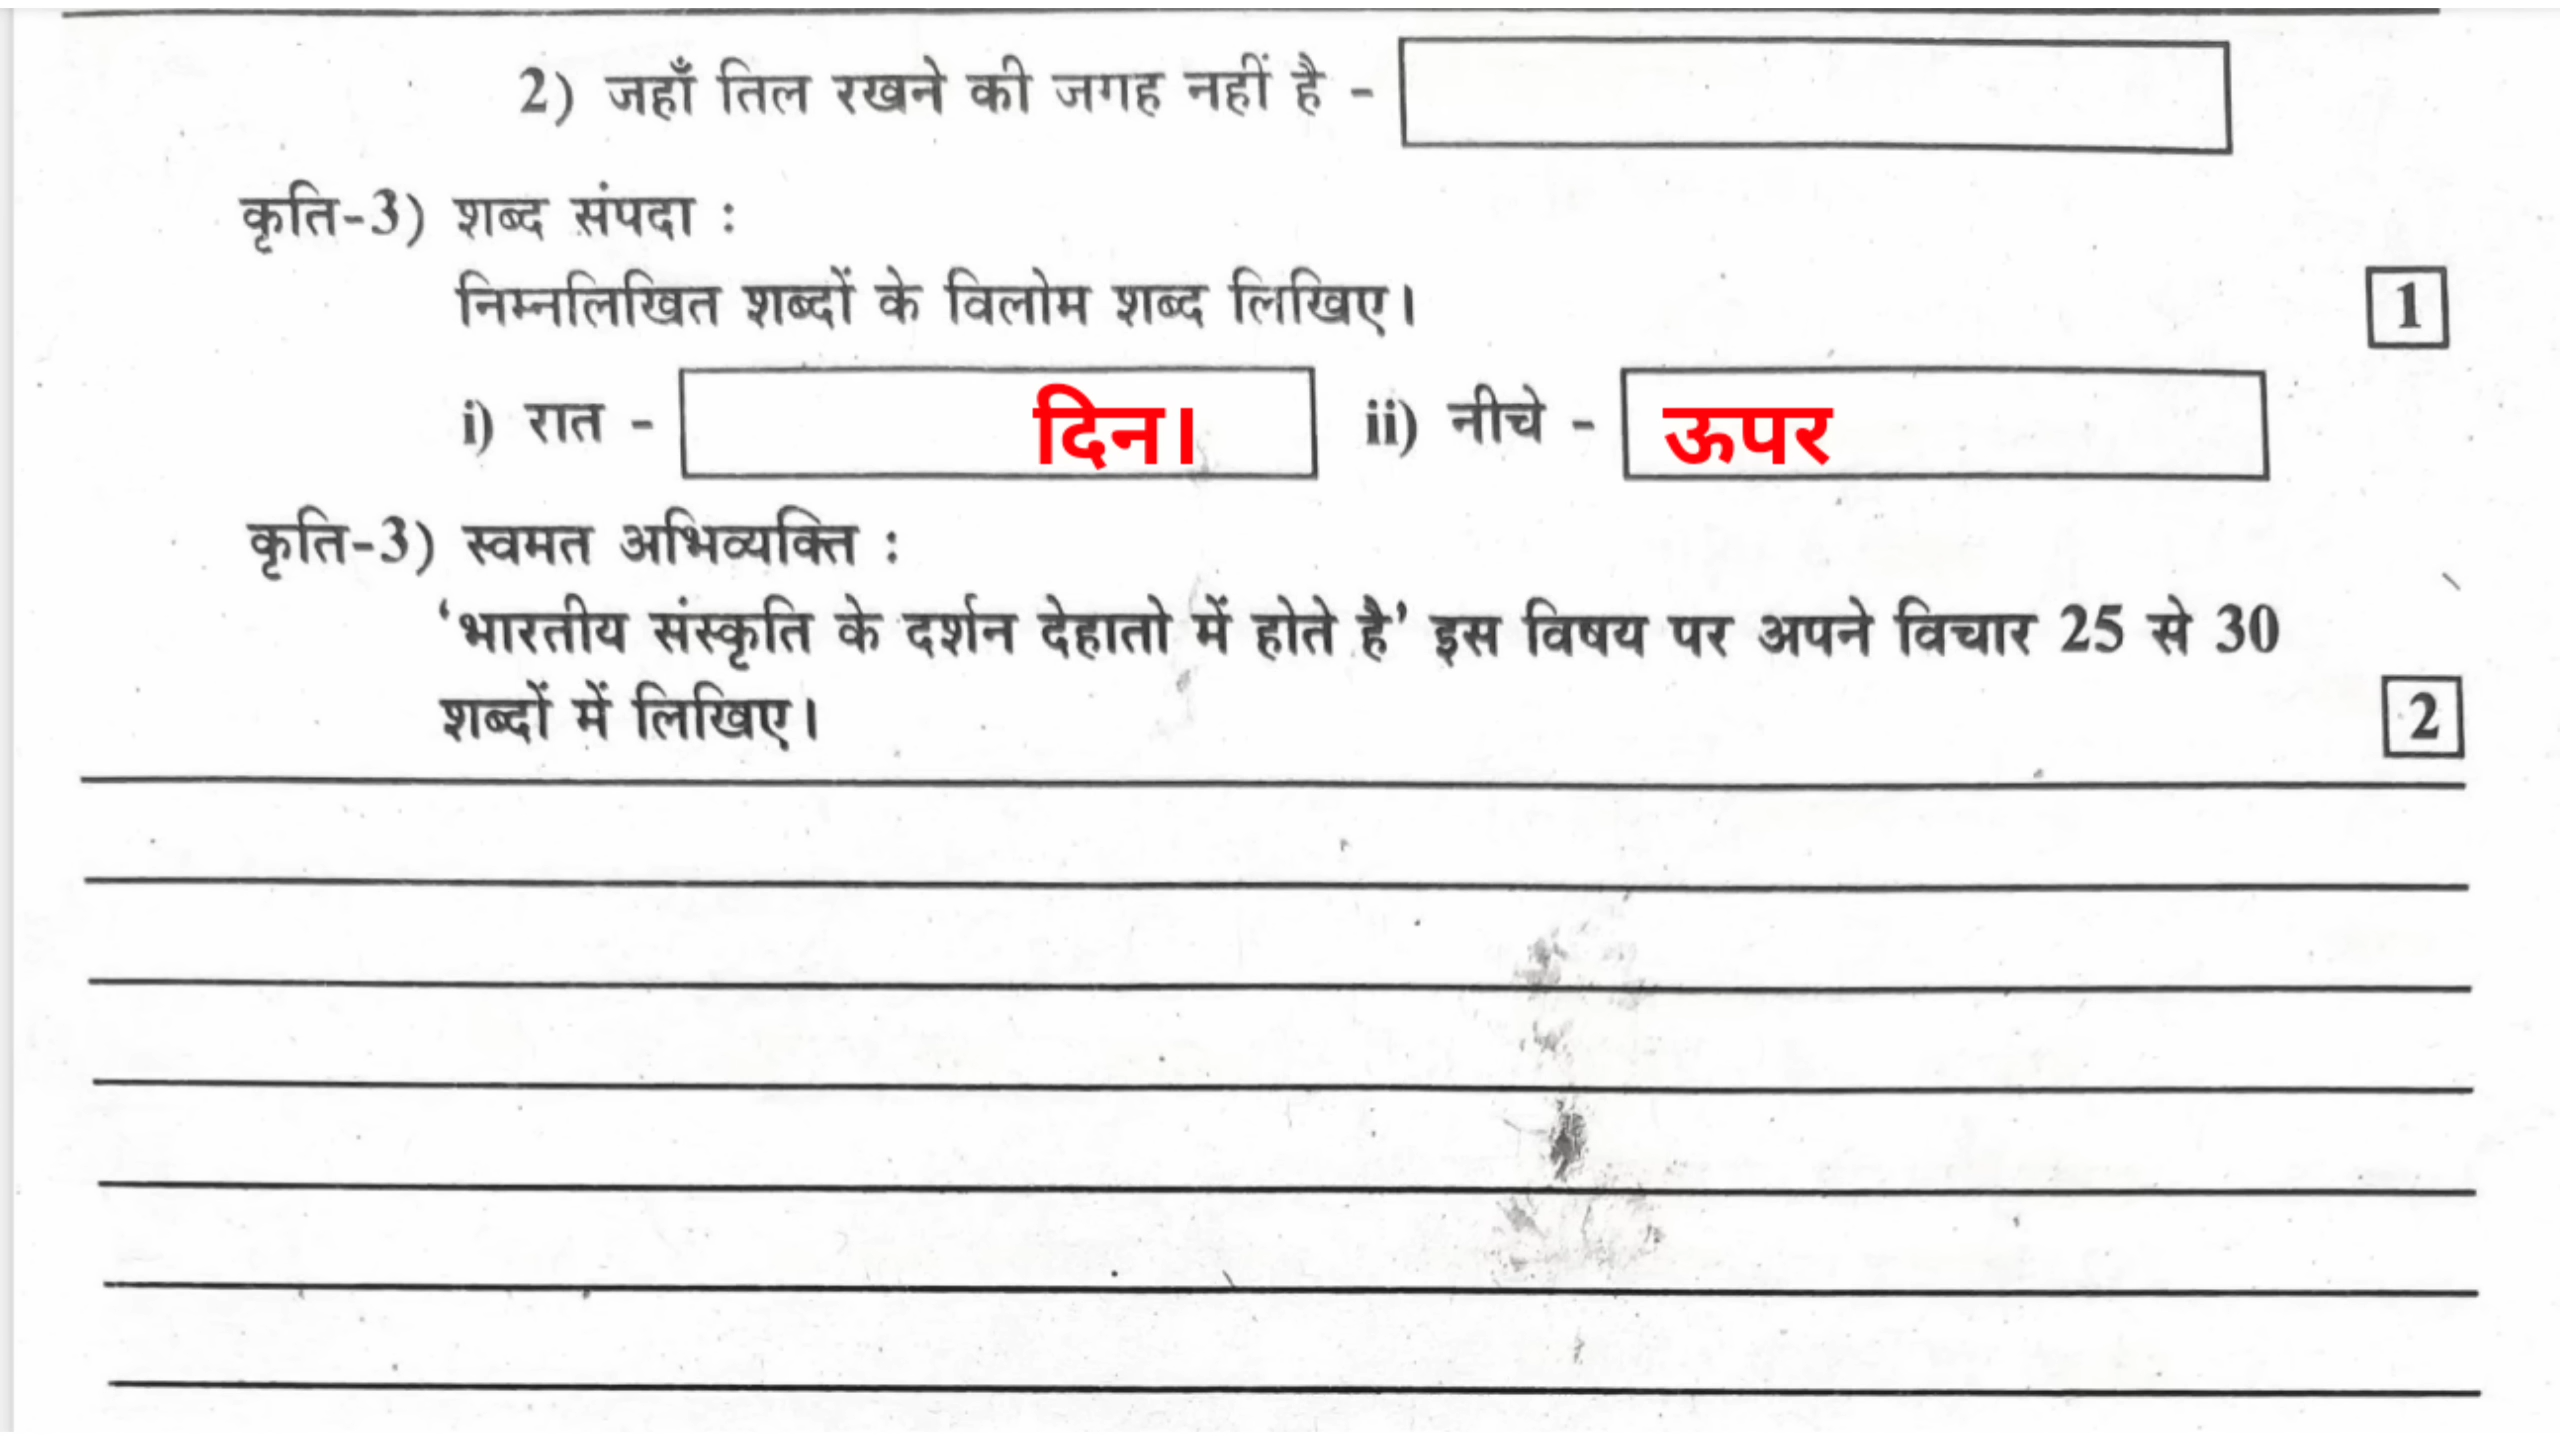 2) जहाँ तिल रखने की जगह नहीं है -
कृति-3) शब्द संपदा :
निम्नलिखित शब्दों के विलोम शब्द लिखिए। 1
i) रात - दिन। ii) नीचे - ऊपर
कृति-3) स्वमत अभिव्यक्ति :
‘भारतीय संस्कृति के दर्शन देहातो में होते है’ इस विषय पर अपने विचार 25 से 30
शब्दों में लिखिए। 2